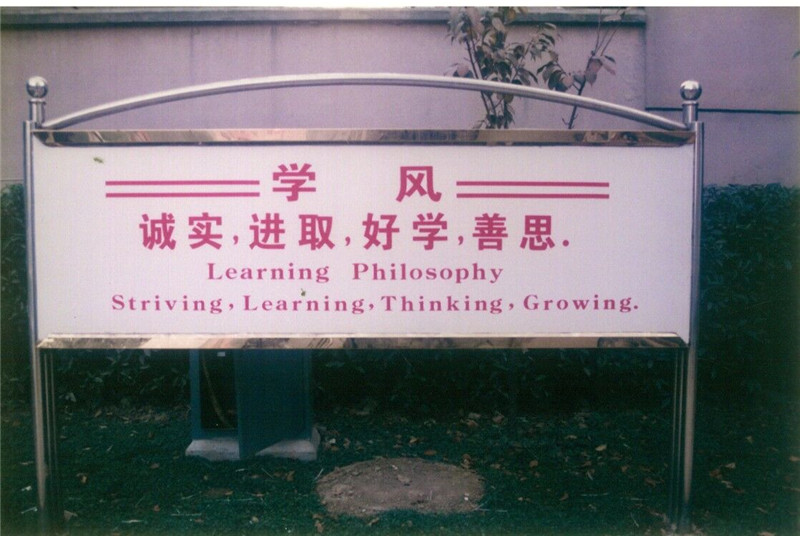 学 风
诚实,进取,好学,善思.
Learning Philosophy
Striving, Learning, Thinking, Growing.